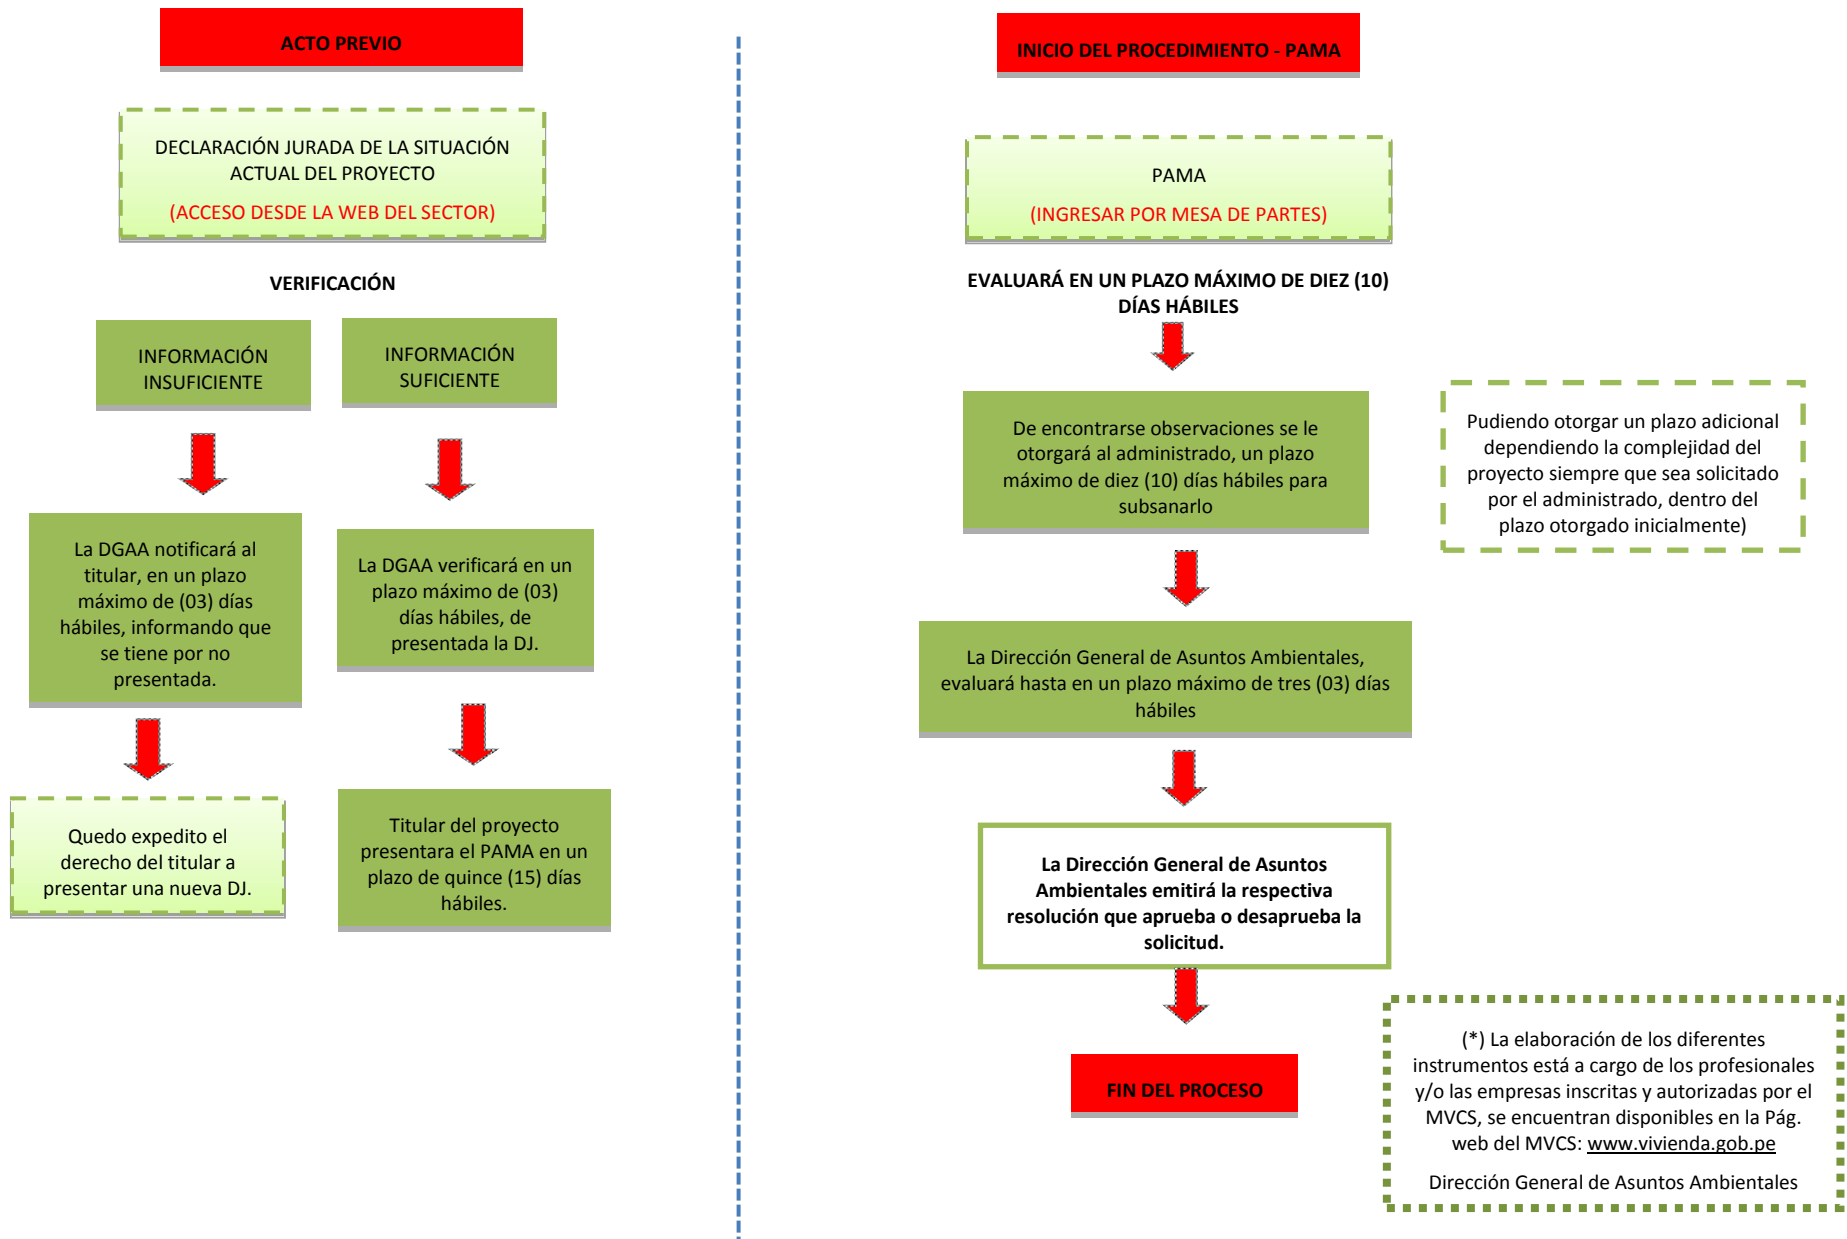 ACTO PREVIO
DECLARACIÓN JURADA DE LA SITUACIÓN
ACTUAL DEL PROYECTO
(ACCESO DESDE LA WEB DEL SECTOR)
VERIFICACIÓN
INFORMACIÓN
INSUFICIENTE
INFORMACIÓN
SUFICIENTE
La DGAA notificará al
titular, en un plazo
máximo de (03) días
hábiles, informando que
se tiene por no
presentada.
La DGAA verificará en un
plazo máximo de (03)
días hábiles, de
presentada la DJ.
Quedo expedito el
derecho del titular a
presentar una nueva DJ.
Titular del proyecto
presentara el PAMA en un
plazo de quince (15) días
hábiles.
INICIO DEL PROCEDIMIENTO - PAMA
PAMA
(INGRESAR POR MESA DE PARTES)
EVALUARÁ EN UN PLAZO MÁXIMO DE DIEZ (10)
DÍAS HÁBILES
De encontrarse observaciones se le
otorgará al administrado, un plazo
máximo de diez (10) días hábiles para
subsanarlo
Pudiendo otorgar un plazo adicional
dependiendo la complejidad del
proyecto siempre que sea solicitado
por el administrado, dentro del
plazo otorgado inicialmente)
La Dirección General de Asuntos Ambientales,
evaluará hasta en un plazo máximo de tres (03) días
hábiles
La Dirección General de Asuntos
Ambientales emitirá la respectiva
resolución que aprueba o desaprueba la
solicitud.
FIN DEL PROCESO
(*) La elaboración de los diferentes
instrumentos está a cargo de los profesionales
y/o las empresas inscritas y autorizadas por el
MVCS, se encuentran disponibles en la Pág.
web del MVCS: www.vivienda.gob.pe
Dirección General de Asuntos Ambientales